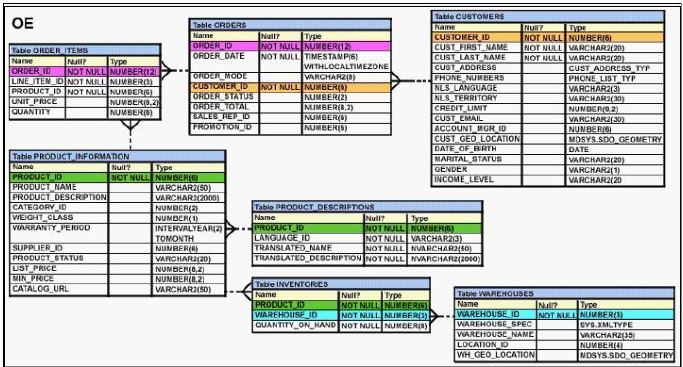 OE
Table ORDER_ITEMS
Name Null? Type
ORDER_ID NOT NULL NUMBER(12)
LINE_ITEM_ID NOT NULL NUMBER(3)
PRODUCT_ID NOT NULL NUMBER(6)
UNIT_PRICE NUMBER(8,2)
QUANTITY NUMBER(8)
Table ORDERS
Name Null? Type
ORDER_ID NOT NULL NUMBER(12)
ORDER_DATE NOT NULL TIMESTAMP(6)
WITHLOCALTIMEZONE
ORDER_MODE VARCHAR2(8)
CUSTOMER_ID NOT NULL NUMBER(6)
ORDER_STATUS NUMBER(2)
ORDER_TOTAL NUMBER(8,2)
SALES_REP_ID NUMBER(6)
PROMOTION_ID NUMBER(6)
Table CUSTOMERS
Name Null? Type
CUSTOMER_ID NOT NULL NUMBER(6)
CUST_FIRST_NAME NOT NULL VARCHAR2(20)
CUST_LAST_NAME NOT NULL VARCHAR2(20)
CUST_ADDRESS CUST_ADDRESS_TYP
PHONE_NUMBERS PHONE_LIST_TYP
NLS_LANGUAGE VARCHAR2(3)
NLS_TERRITORY VARCHAR2(30)
CREDIT_LIMIT NUMBER(9,2)
CUST_EMAIL VARCHAR2(30)
ACCOUNT_MGR_ID NUMBER(6)
CUST_GEO_LOCATION MDSYS.SDO_GEOMETRY
DATE_OF_BIRTH DATE
MARITAL_STATUS VARCHAR2(20)
GENDER VARCHAR2(1)
INCOME_LEVEL VARCHAR2(20
Table PRODUCT_INFORMATION
Name Null? Type
PRODUCT_ID NOT NULL NUMBER(6)
PRODUCT_NAME VARCHAR2(50)
PRODUCT_DESCRIPTION VARCHAR2(2000)
CATEGORY_ID NUMBER(2)
WEIGHT_CLASS NUMBER(1)
WARRANTY_PERIOD INTERVALYEAR(2)
TOMONTH
SUPPLIER_ID NUMBER(6)
PRODUCT_STATUS VARCHAR2(20)
LIST_PRICE NUMBER(8,2)
MIN_PRICE NUMBER(8,2)
CATALOG_URL VARCHAR2(50)
Table PRODUCT_DESCRIPTIONS
Name Null? Type
PRODUCT_ID NOT NULL NUMBER(6)
LANGUAGE_ID NOT NULL VARCHAR2(3)
TRANSLATED_NAME NOT NULL NVARCHAR2(50)
TRANSLATED_DESCRIPTION NOT NULL NVARCHAR2(2000)
Table INVENTORIES
Name Null? Type
PRODUCT_ID NOT NULL NUMBER(6)
WAREHOUSE_ID NOT NULL NUMBER(3)
QUANTITY_ON_HAND NOT NULL NUMBER(8)
Table WAREHOUSES
Name Null? Type
WAREHOUSE_ID NOT NULL NUMBER(3)
WAREHOUSE_SPEC SYS.XMLTYPE
WAREHOUSE_NAME VARCHAR2(35)
LOCATION_ID NUMBER(4)
WH_GEO_LOCATION MDSYS.SDO_GEOMETRY